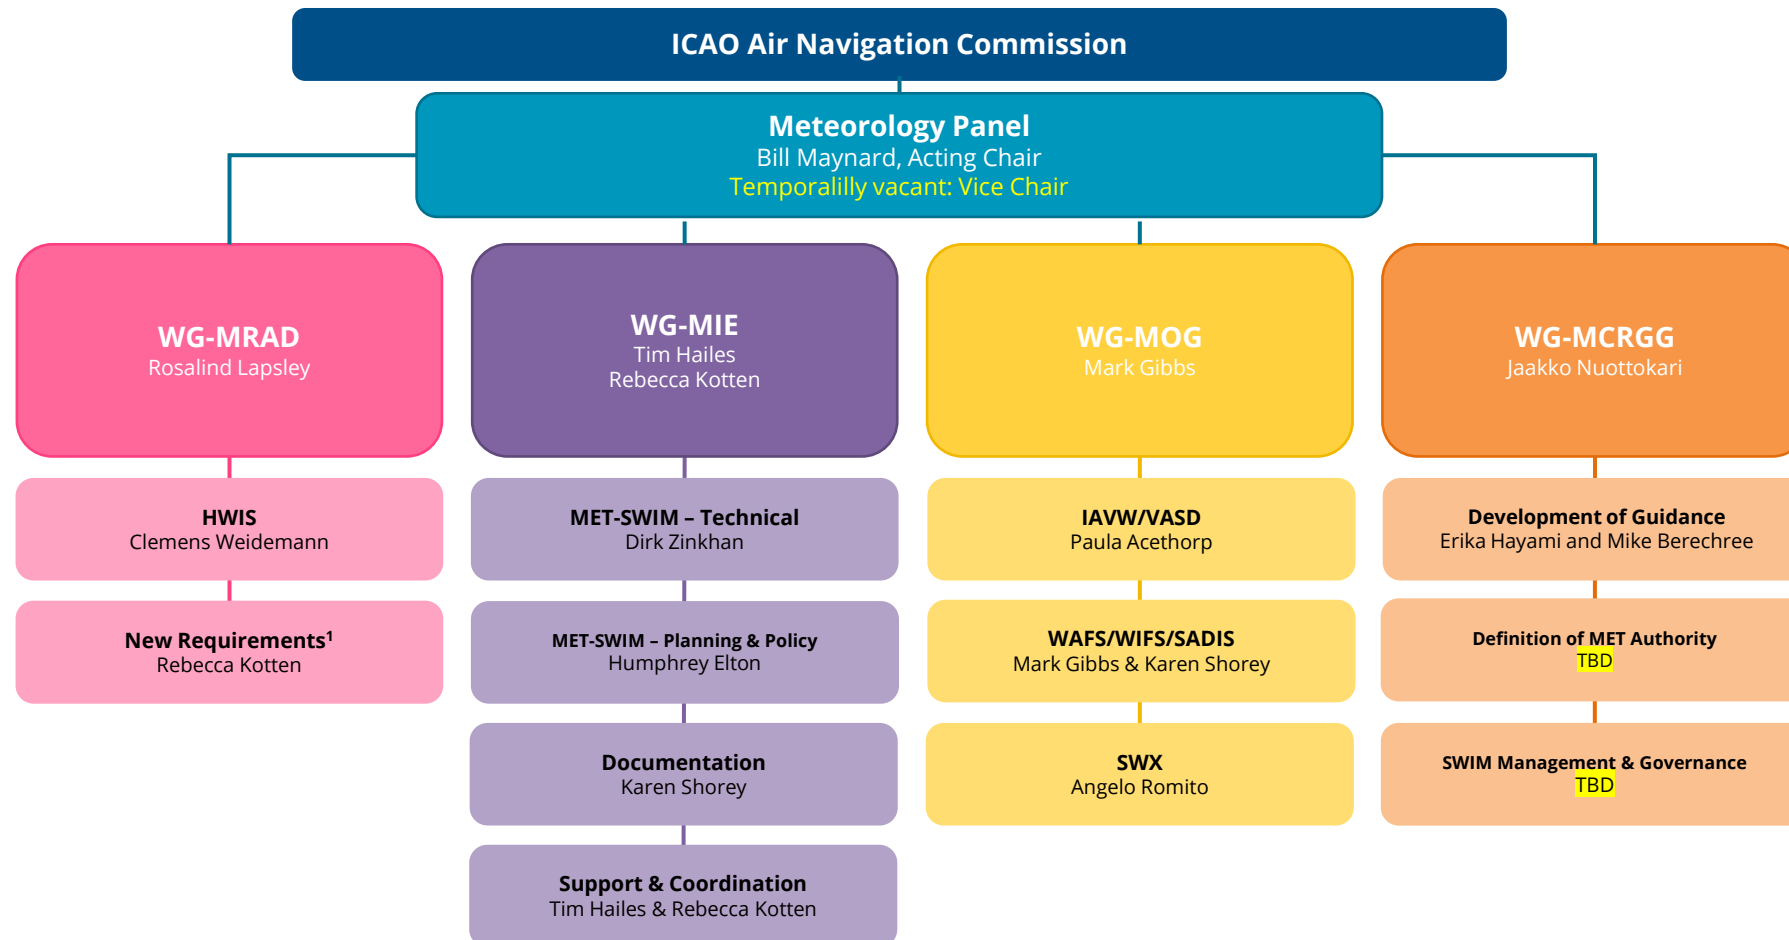 ICAO Air Navigation Commission
Meteorology Panel
Bill Maynard, Acting Chair
Temporalilly vacant: Vice Chair
WG-MRAD
Rosalind Lapsley
WG-MIE
Tim Hailes
Rebecca Kotten
WG-MOG
Mark Gibbs
WG-MCRGG
Jaakko Nuottokari
HWIS
Clemens Weidemann
New Requirements¹
Rebecca Kotten
MET-SWIM – Technical
Dirk Zinkhan
MET-SWIM – Planning & Policy
Humphrey Elton
Documentation
Karen Shorey
Support & Coordination
Tim Hailes & Rebecca Kotten
IAVW/VASD
Paula Acethorp
WAFS/WIFS/SADIS
Mark Gibbs & Karen Shorey
SWX
Angelo Romito
Development of Guidance
Erika Hayami and Mike Berechree
Definition of MET Authority
TBD
SWIM Management & Governance
TBD